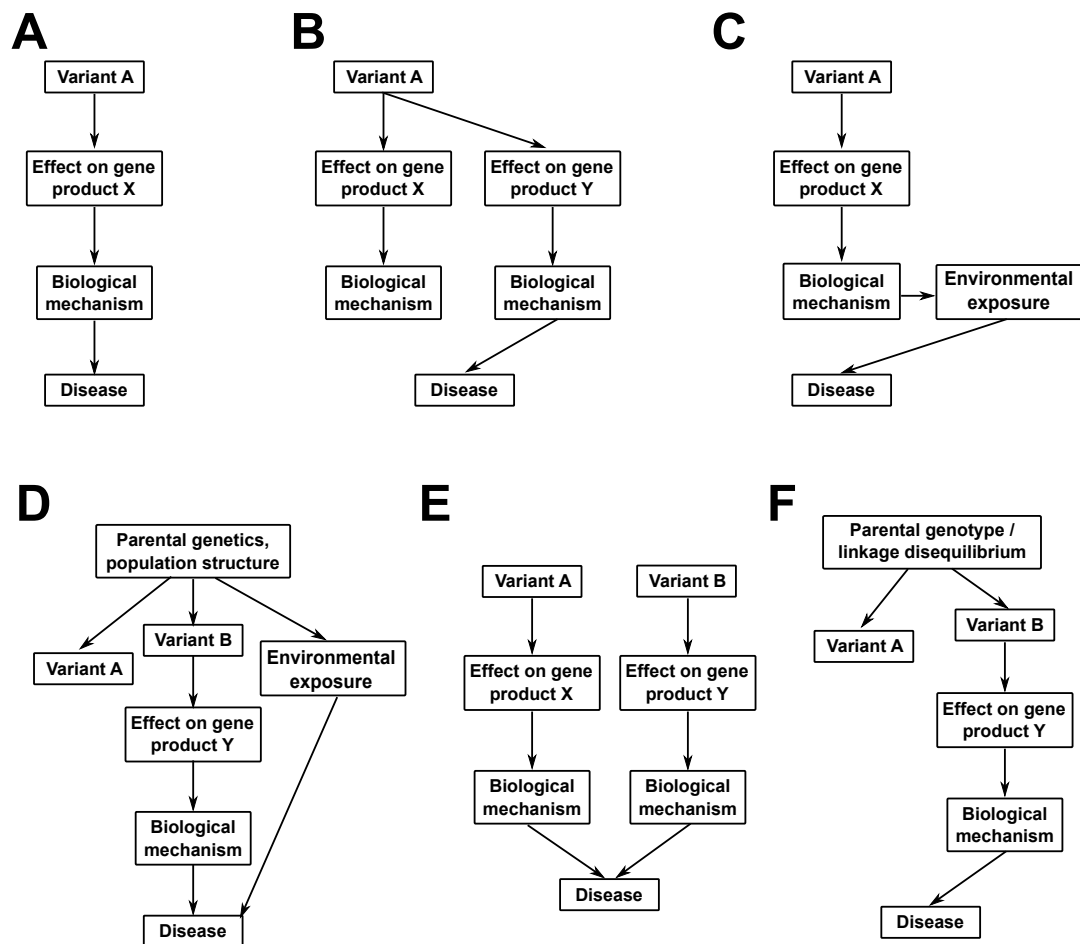 A
Variant A
Effect on gene
product X
Biological
mechanism
Disease
B
Variant A
Effect on gene
product X
Effect on gene
product Y
Biological
mechanism
Biological
mechanism
Disease
C
Variant A
Effect on gene
product X
Biological
mechanism
Environmental
exposure
Disease
D
Parental genetics,
population structure
Variant A
Variant B
Environmental
exposure
Effect on gene
product Y
Biological
mechanism
Disease
E
Variant A
Variant B
Effect on gene
product X
Effect on gene
product Y
Biological
mechanism
Biological
mechanism
Disease
F
Parental genotype /
linkage disequilibrium
Variant A
Variant B
Effect on gene
product Y
Biological
mechanism
Disease